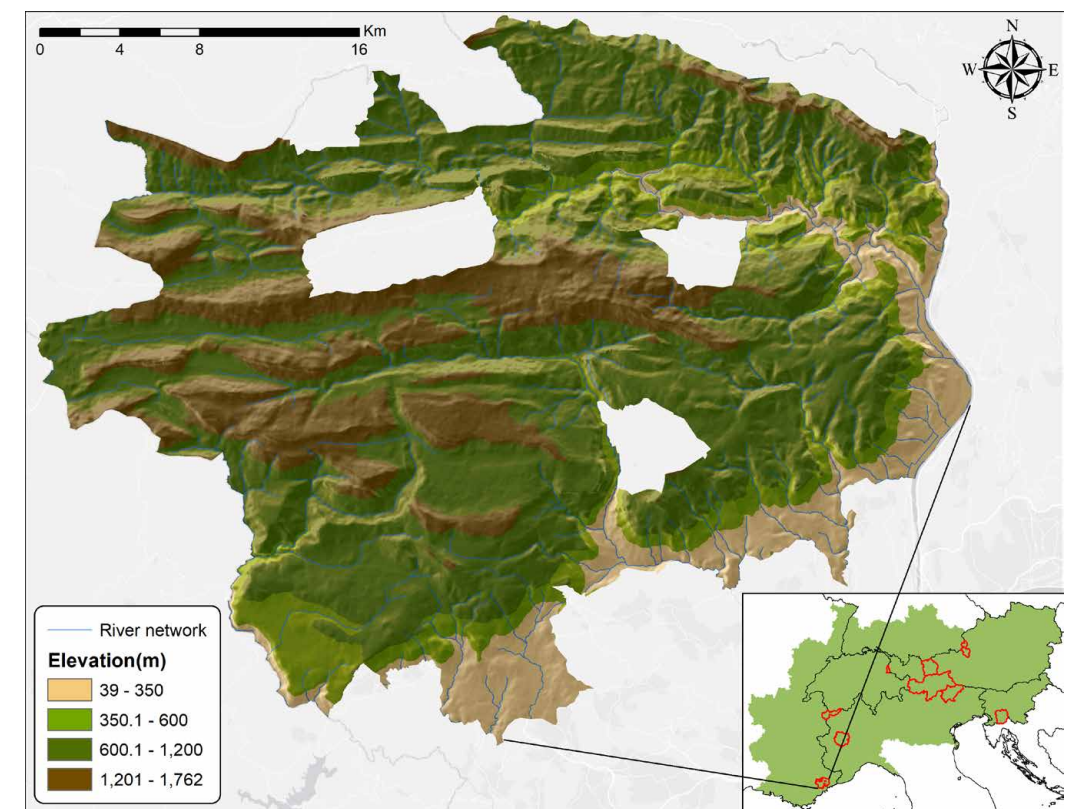 Km
0 4 8 16
N
W E
S
River network
Elevation(m)
39 - 350
350.1 - 600
600.1 - 1,200
1,201 - 1,762